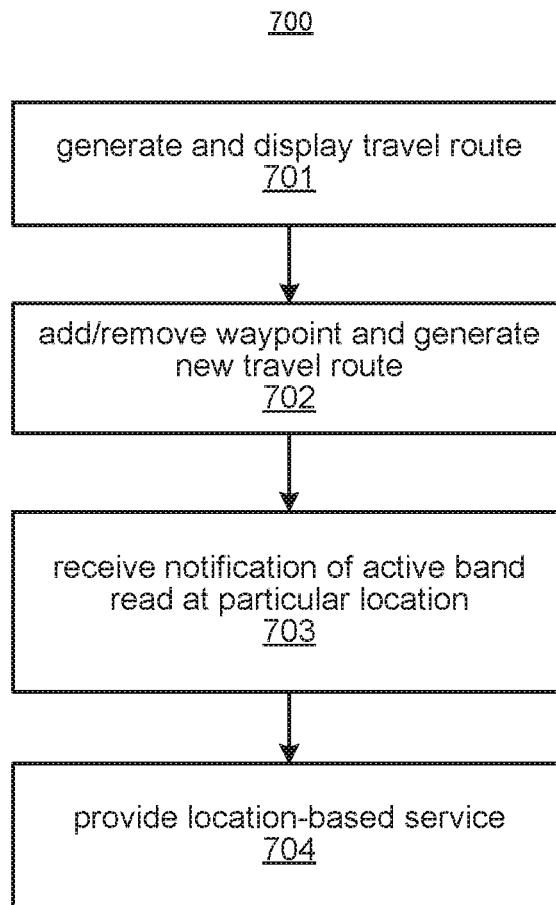 700
generate and display travel route
701
add/remove waypoint and generate
new travel route
702
receive notification of active band
read at particular location
703
provide location-based service
704